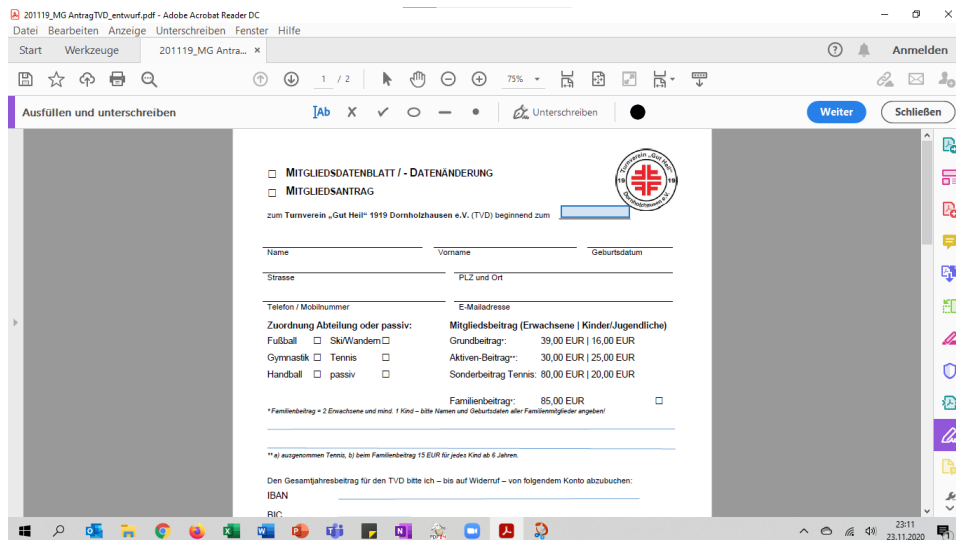 201119_MG AntragTVD_entwurf.pdf - Adobe Acrobat Reader DC
Datei Bearbeiten Anzeige Unterschreiben Fenster Hilfe
Start Werkzeuge 201119_MG Antra... × Anmelden
1 / 2 75%
Ausfüllen und unterschreiben Ab Unterschreiben Weiter Schließen
MITGLIEDSDATENBLATT / - DATENÄNDERUNG
MITGLIEDSANTRAG
Turnverein „Gut Heil“
19 19
Dornholzhausen e.V.
zum Turnverein „Gut Heil“ 1919 Dornholzhausen e.V. (TVD) beginnend zum
Name Vorname Geburtsdatum
Strasse PLZ und Ort
Telefon / Mobilnummer E-Mailadresse
Zuordnung Abteilung oder passiv: Mitgliedsbeitrag (Erwachsene | Kinder/Jugendliche)
Fußball Ski/Wandern Grundbeitrag*: 39,00 EUR | 16,00 EUR
Gymnastik Tennis Aktiven-Beitrag**: 30,00 EUR | 25,00 EUR
Handball passiv Sonderbeitrag Tennis: 80,00 EUR | 20,00 EUR
Familienbeitrag*: 85,00 EUR
* Familienbeitrag = 2 Erwachsene und mind. 1 Kind – bitte Namen und Geburtsdaten aller Familienmitglieder angeben!
** a) ausgenommen Tennis, b) beim Familienbeitrag 15 EUR für jedes Kind ab 6 Jahren.
Den Gesamtjahresbeitrag für den TVD bitte ich – bis auf Widerruf – von folgendem Konto abzubuchen:
IBAN
BIC
23:11
23.11.2020